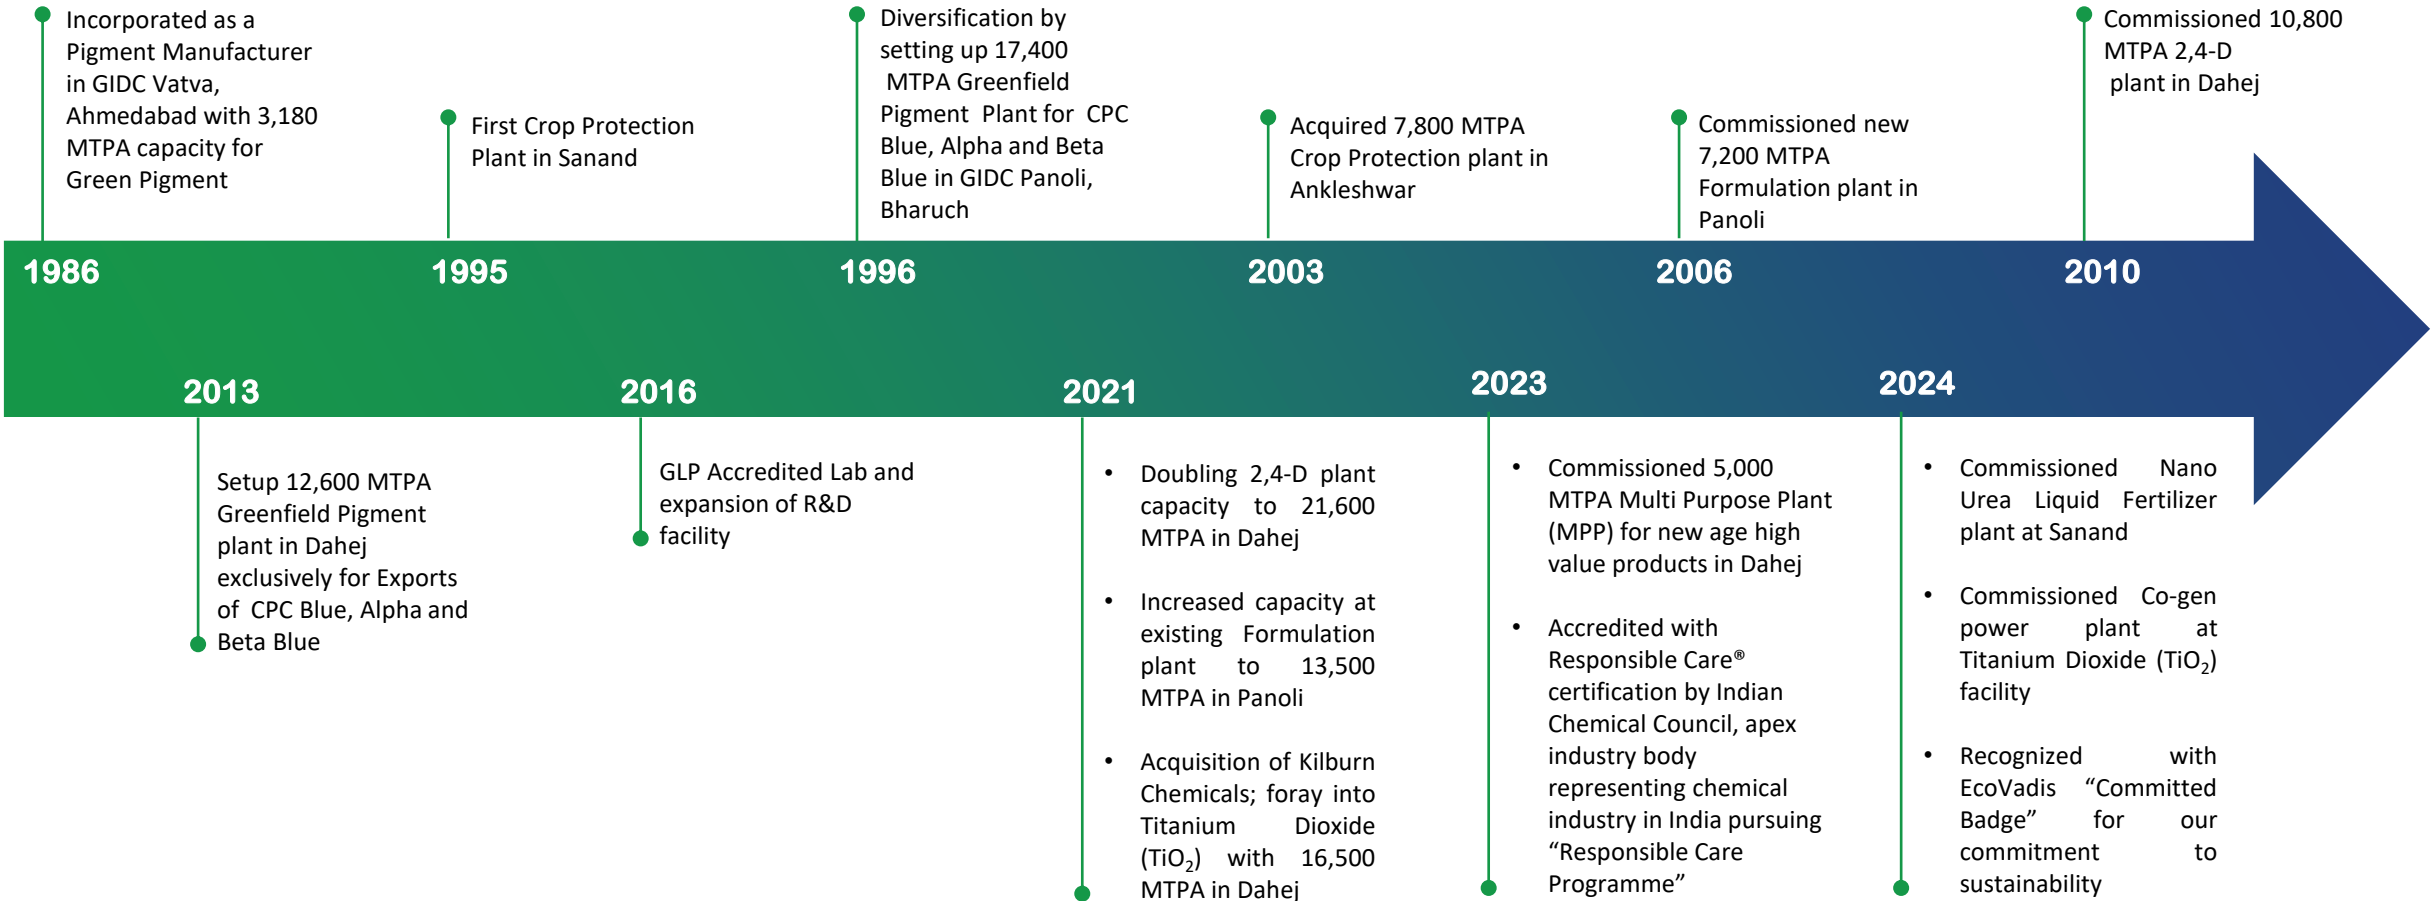 Incorporated as a
Pigment Manufacturer
in GIDC Vatva,
Ahmedabad with 3,180
MTPA capacity for
Green Pigment
First Crop Protection
Plant in Sanand
Diversification by
setting up 17,400
MTPA Greenfield
Pigment Plant for CPC
Blue, Alpha and Beta
Blue in GIDC Panoli,
Bharuch
Acquired 7,800 MTPA
Crop Protection plant in
Ankleshwar
Commissioned new
7,200 MTPA
Formulation plant in
Panoli
Commissioned 10,800
MTPA 2,4-D
plant in Dahej
1986
1995
1996
2003
2006
2010
2013
2016
2021
2023
2024
Setup 12,600 MTPA
Greenfield Pigment
plant in Dahej
exclusively for Exports
of CPC Blue, Alpha and
Beta Blue
GLP Accredited Lab and
expansion of R&D
facility
• Doubling 2,4-D plant
capacity to 21,600
MTPA in Dahej
• Increased capacity at
existing Formulation
plant to 13,500
MTPA in Panoli
• Acquisition of Kilburn
Chemicals; foray into
Titanium Dioxide
(TiO₂) with 16,500
MTPA in Dahej
• Commissioned 5,000
MTPA Multi Purpose Plant
(MPP) for new age high
value products in Dahej
• Accredited with
Responsible Care®
certification by Indian
Chemical Council, apex
industry body
representing chemical
industry in India pursuing
“Responsible Care
Programme”
• Commissioned Nano
Urea Liquid Fertilizer
plant at Sanand
• Commissioned Co-gen
power plant at
Titanium Dioxide (TiO₂)
facility
• Recognized with
EcoVadis “Committed
Badge” for our
commitment to
sustainability